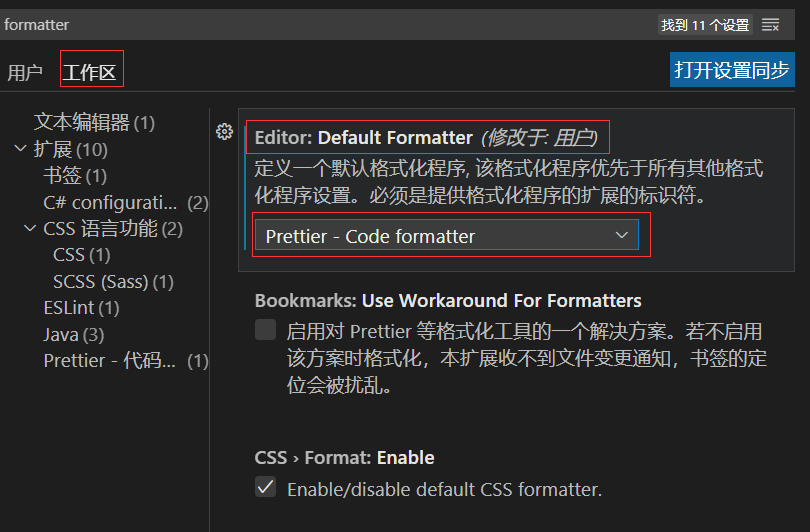 formatter
找到 11 个设置
用户
工作区
打开设置同步
文本编辑器 (1)
扩展 (10)
书签 (1)
C# configurati... (2)
CSS 语言功能 (2)
CSS (1)
SCSS (Sass) (1)
ESLint (1)
Java (3)
Prettier - 代码... (1)
Editor: Default Formatter (修改于: 用户)
定义一个默认格式化程序, 该格式化程序优先于所有其他格式
化程序设置。必须是提供格式化程序的扩展的标识符。
Prettier - Code formatter
Bookmarks: Use Workaround For Formatters
启用对 Prettier 等格式化工具的一个解决方案。若不启用
该方案时格式化，本扩展收不到文件变更通知，书签的定
位会被扰乱。
CSS › Format: Enable
Enable/disable default CSS formatter.